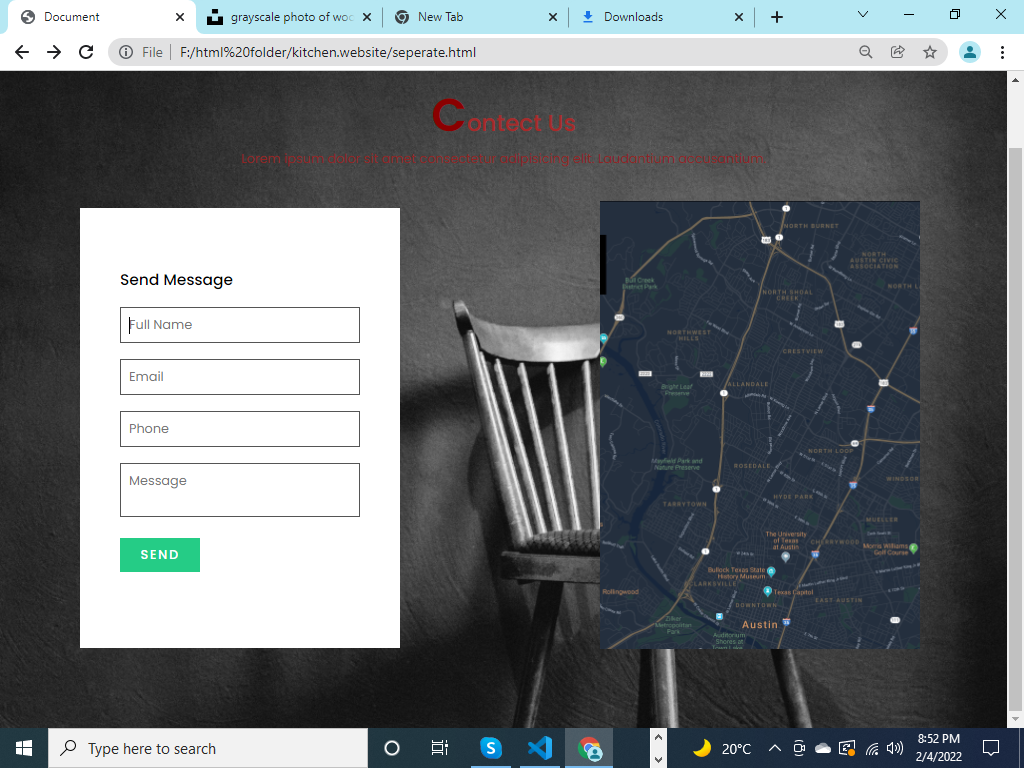 Document
grayscale photo of woo
New Tab
Downloads
File
F:/html%20folder/kitchen.website/seperate.html
Contect Us
Lorem ipsum dolor sit amet consectetur adipisicing elit. Laudantium accusantium.
Send Message
Full Name
Email
Phone
Message
SEND
NORTH BURNET
NORTH AUSTIN CIVIC ASSOCIATION
Bull Creek District Park
NORTH SHOAL CREEK
NORTH L
NORTHWEST HILLS
CRESTVIEW
ALLANDALE
Bright Leaf Preserve
NORTH LOOP
Mayfield Park and Nature Preserve
ROSEDALE
WINDSOR
HYDE PARK
TARRYTOWN
MUELLER
The University of Texas at Austin
CHERRYWOOD
Morris Williams Golf Course
Bullock Texas State History Museum
CLARKSVILLE
Rollingwood
Texas Capitol
DOWNTOWN
EAST AUSTIN
Zilker Metropolitan Park
Austin
Auditorium Shores at Town Lake
Type here to search
20°C
8:52 PM
2/4/2022